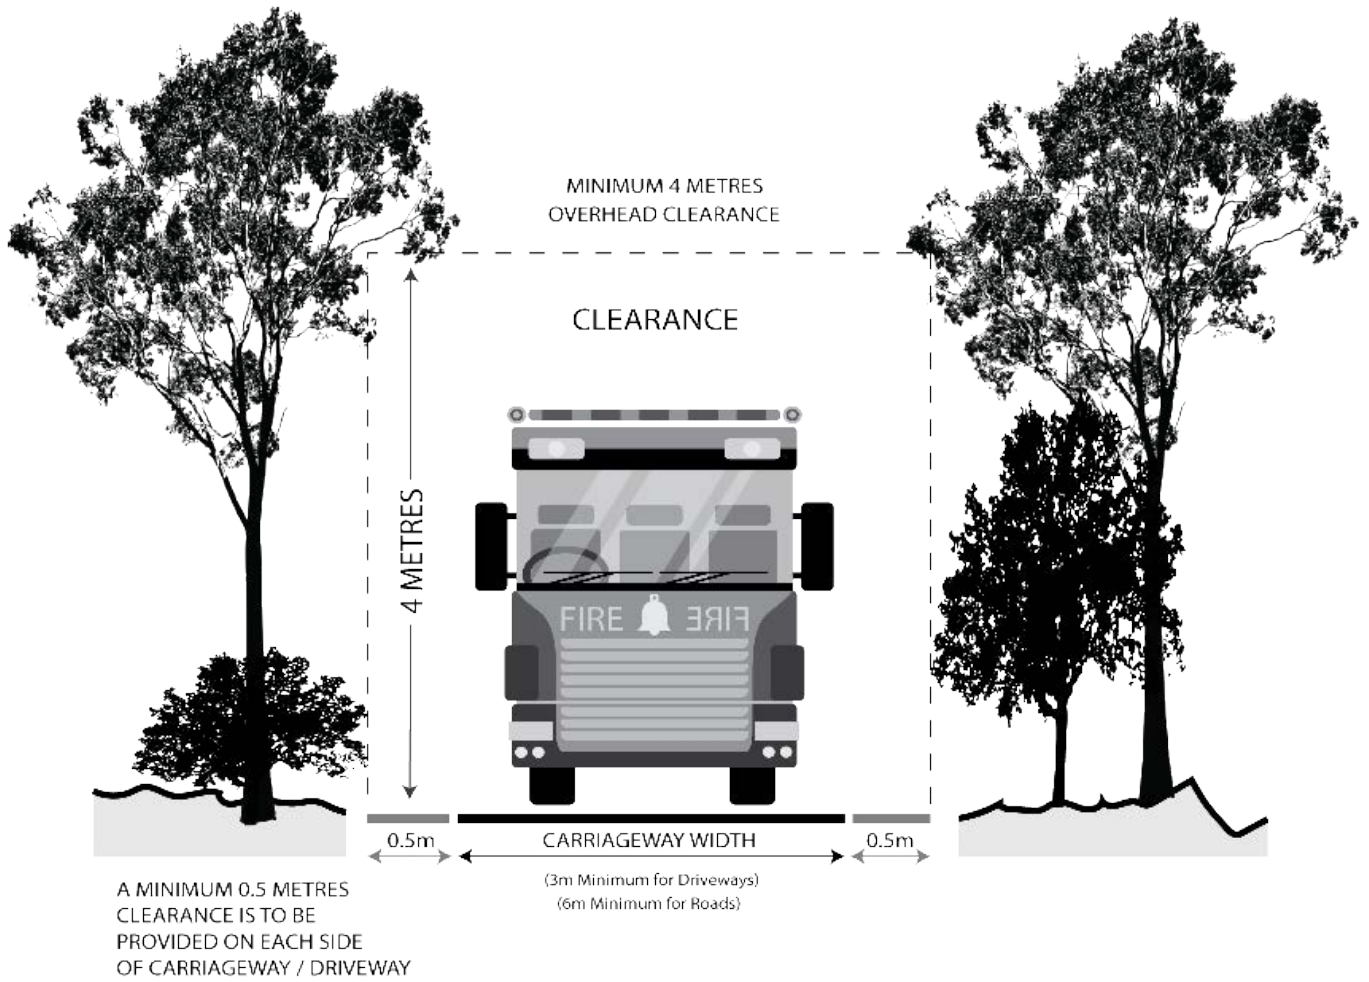 MINIMUM 4 METRES
OVERHEAD CLEARANCE
CLEARANCE
4 METRES
FIRE FIRE
0.5m
CARRIAGEWAY WIDTH
0.5m
(3m Minimum for Driveways)
(6m Minimum for Roads)
A MINIMUM 0.5 METRES
CLEARANCE IS TO BE
PROVIDED ON EACH SIDE
OF CARRIAGEWAY / DRIVEWAY